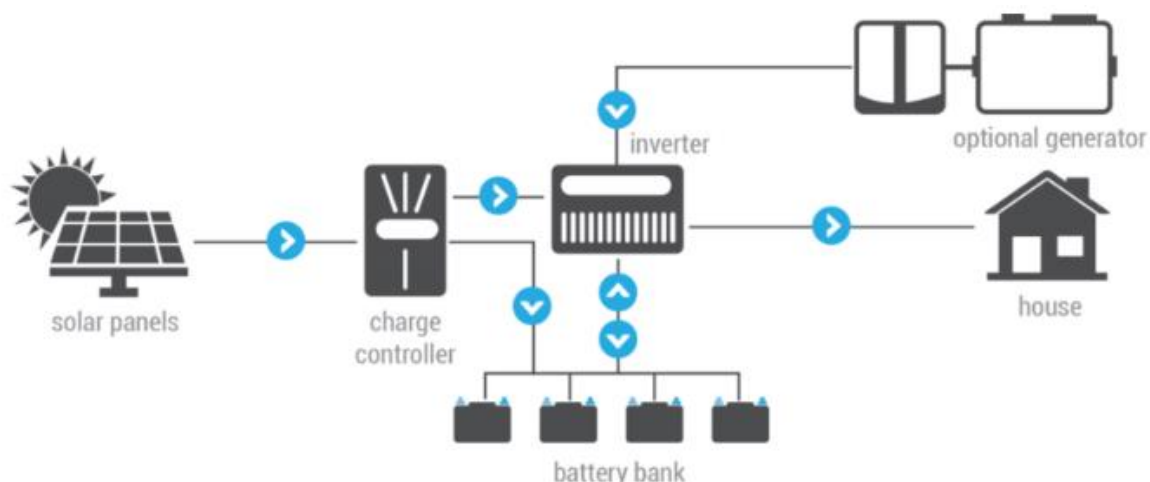 inverter
optional generator
solar panels
charge
controller
house
battery bank